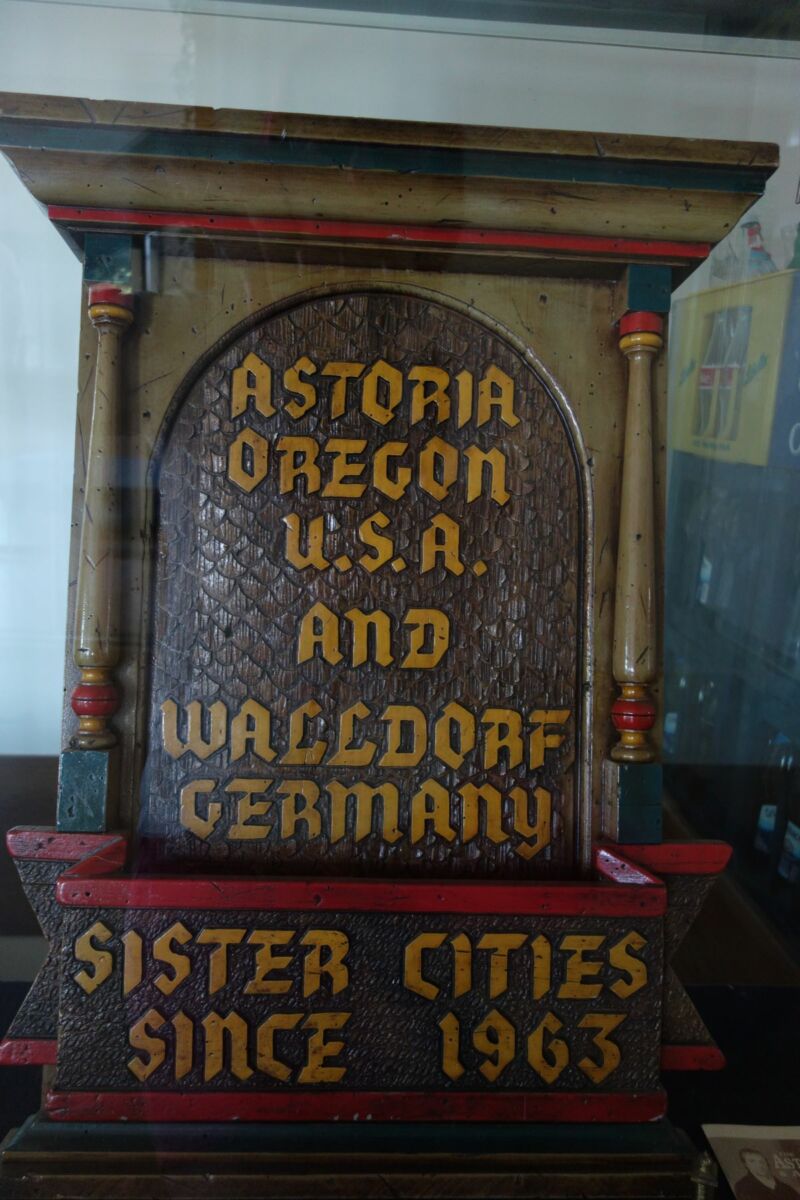 ASTORIA
OREGON
U.S.A.
AND
WALLDORF
GERMANY
SISTER CITIES
SINCE 1963